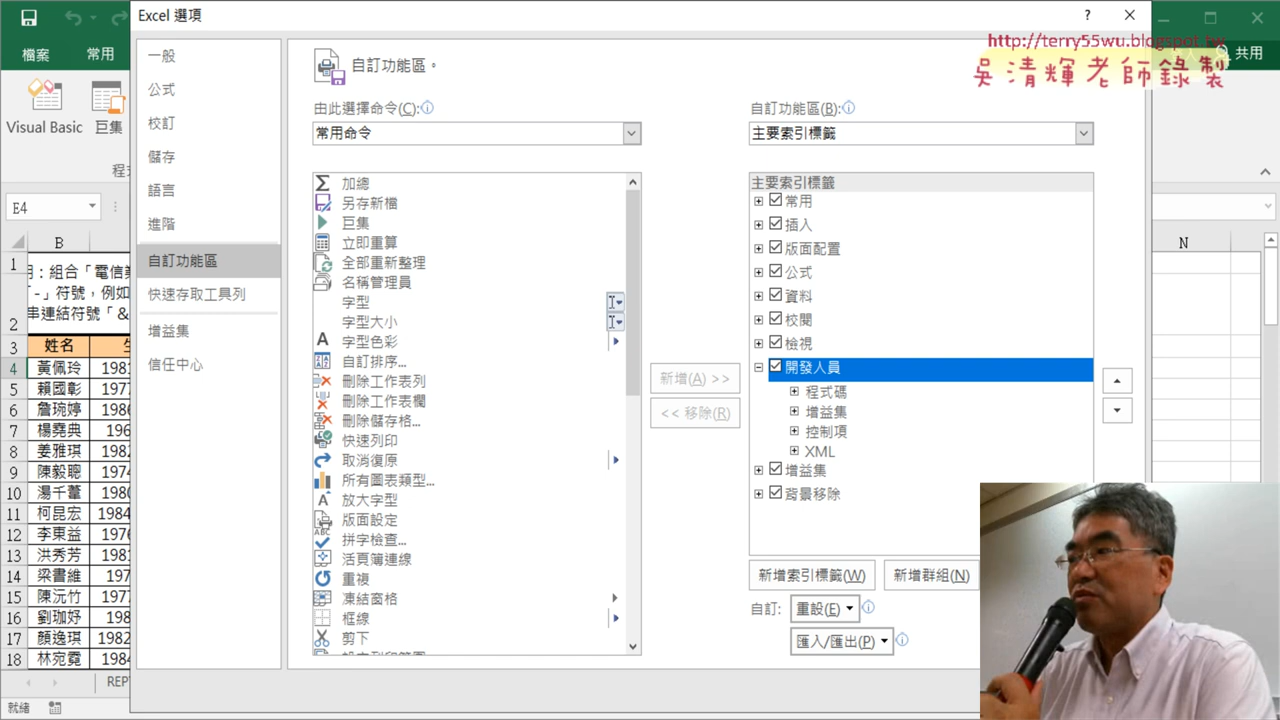 Excel 選項
?
http://terry55wu.blogspot.tw
吳清輝老師錄製
檔案
常用
共用
Visual Basic
巨集
E4
B
N
1
2
3
4
5
6
7
8
9
10
11
12
13
14
15
16
17
18
姓名
黃佩玲
1981
賴國彰
1977
詹琬婷
1986
楊堯典
196
姜雅琪
1982
陳毅聰
1974
湯千蕙
1980
柯昆宏
1984
李東益
1976
洪秀芳
1981
梁書維
197
陳沅竹
1977
劉珈妤
198
顏逸琪
1982
林宛霓
1984
就緒
一般
公式
校訂
儲存
語言
進階
自訂功能區
快速存取工具列
增益集
信任中心
自訂功能區。
由此選擇命令(C):
常用命令
加總
另存新檔
巨集
立即重算
全部重新整理
名稱管理員
字型
字型大小
字型色彩
自訂排序...
刪除工作表列
刪除工作表欄
刪除儲存格...
快速列印
取消復原
所有圖表類型...
放大字型
版面設定
拼字檢查...
活頁簿連線
重複
凍結窗格
框線
剪下
新增(A) >>
<< 移除(R)
自訂功能區(B):
主要索引標籤
主要索引標籤
常用
插入
版面配置
公式
資料
校閱
檢視
開發人員
程式碼
增益集
控制項
XML
增益集
背景移除
新增索引標籤(W)
新增群組(N)
自訂:
重設(E)
匯入/匯出(P)